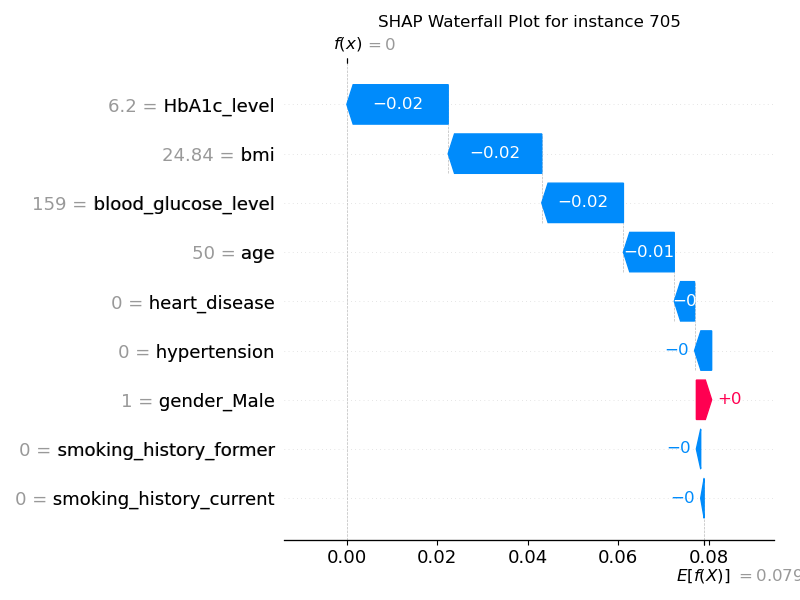 SHAP Waterfall Plot for instance 705
f(x) = 0
6.2 = HbA1c_level
−0.02
24.84 = bmi
−0.02
159 = blood_glucose_level
−0.02
50 = age
−0.01
0 = heart_disease
−0
0 = hypertension
−0
1 = gender_Male
+0
0 = smoking_history_former
−0
0 = smoking_history_current
−0
0.00 0.02 0.04 0.06 0.08
E[f(X)] = 0.079